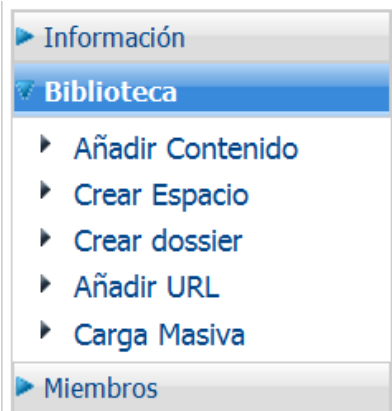 Información
Biblioteca
Añadir Contenido
Crear Espacio
Crear dossier
Añadir URL
Carga Masiva
Miembros